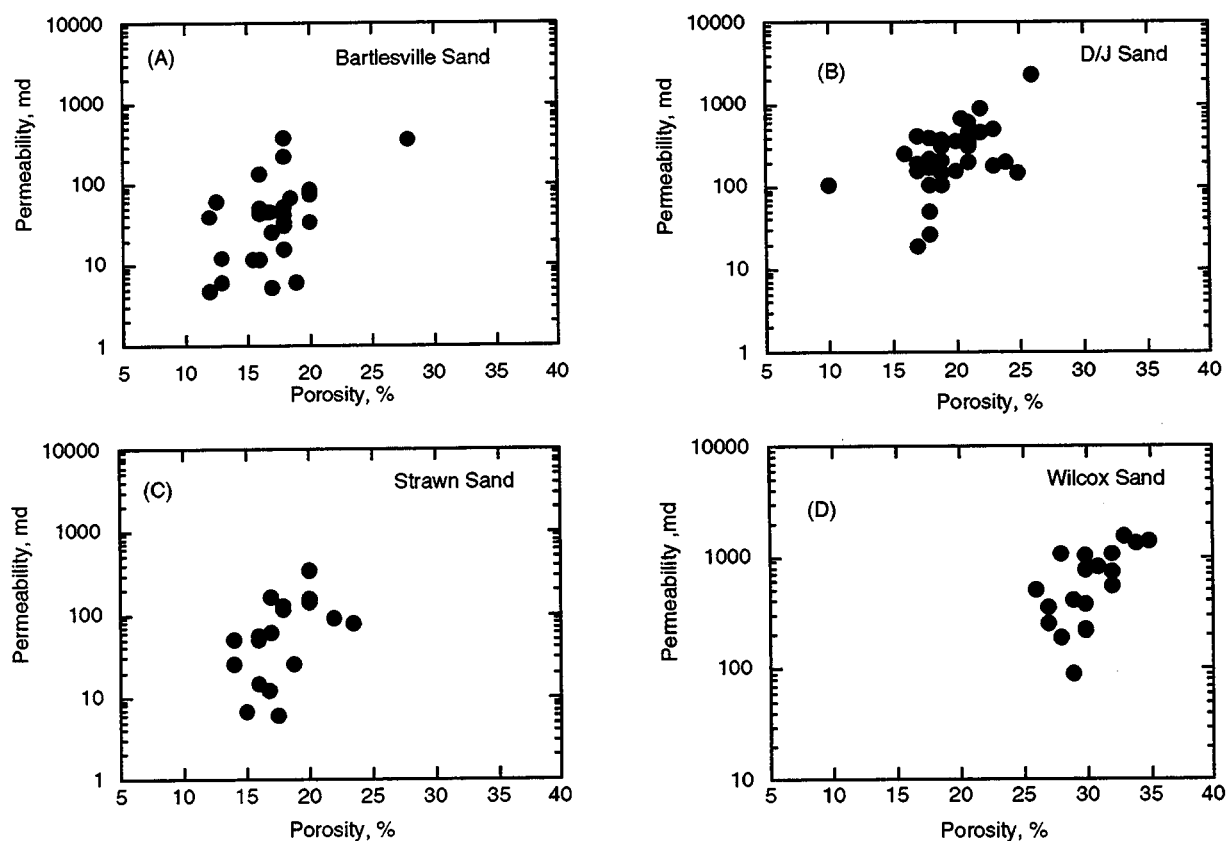 10000
(A)
Bartlesville Sand
1000
100
10
1
Permeability, md
5 10 15 20 25 30 35 40
Porosity, %
10000
(B)
D/J Sand
1000
100
10
1
Permeability, md
5 10 15 20 25 30 35 40
Porosity, %
10000
(C)
Strawn Sand
1000
100
10
1
Permeability, md
5 10 15 20 25 30 35 40
Porosity, %
10000
(D)
Wilcox Sand
1000
100
10
Permeability ,md
5 10 15 20 25 30 35 40
Porosity, %